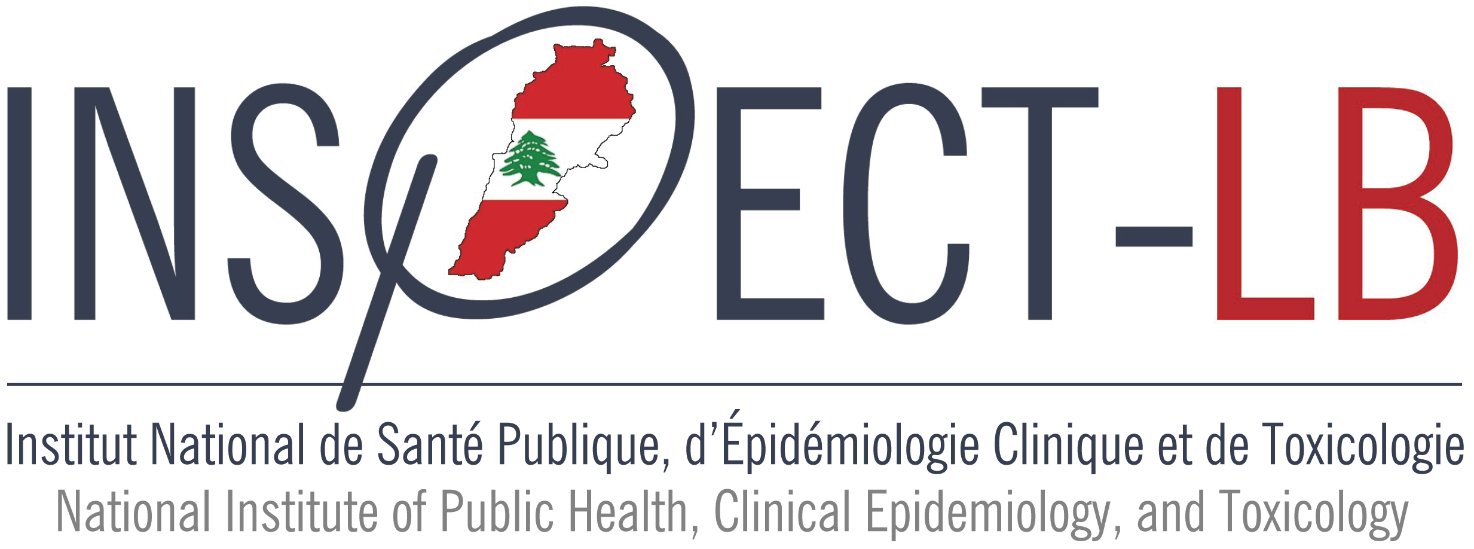 INSPECT-LB
Institut National de Santé Publique, d'Épidémiologie Clinique et de Toxicologie
National Institute of Public Health, Clinical Epidemiology, and Toxicology